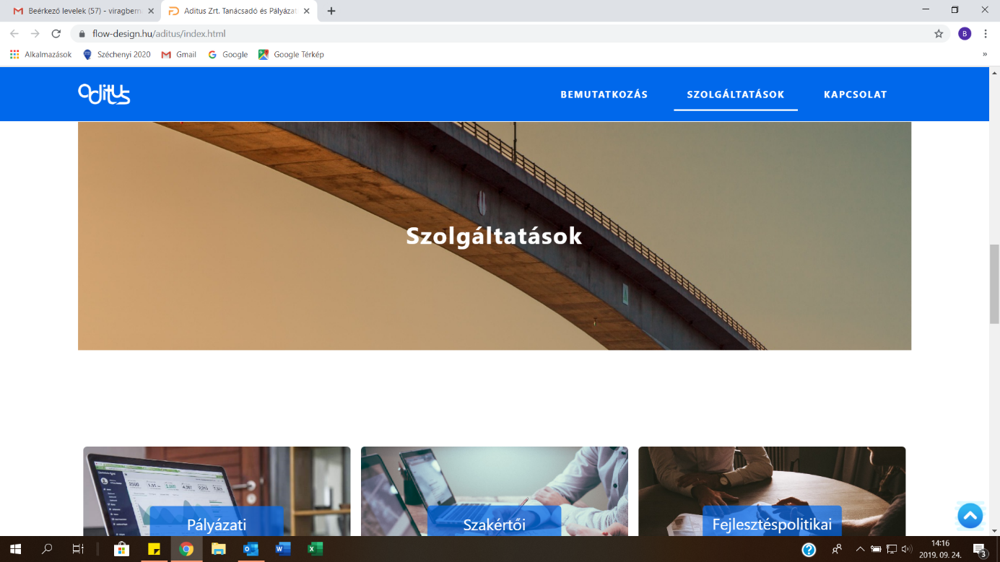 Beérkező levelek (57) - viragbem
Aditus Zrt. Tanácsadó és Pályázat
flow-design.hu/aditus/index.html
B
Alkalmazások
Széchenyi 2020
Gmail
Google
Google Térkép
»
aditus
BEMUTATKOZÁS
SZOLGÁLTATÁSOK
KAPCSOLAT
Szolgáltatások
Pályázati
Szakértői
Fejlesztéspolitikai
14:16
2019. 09. 24.
3